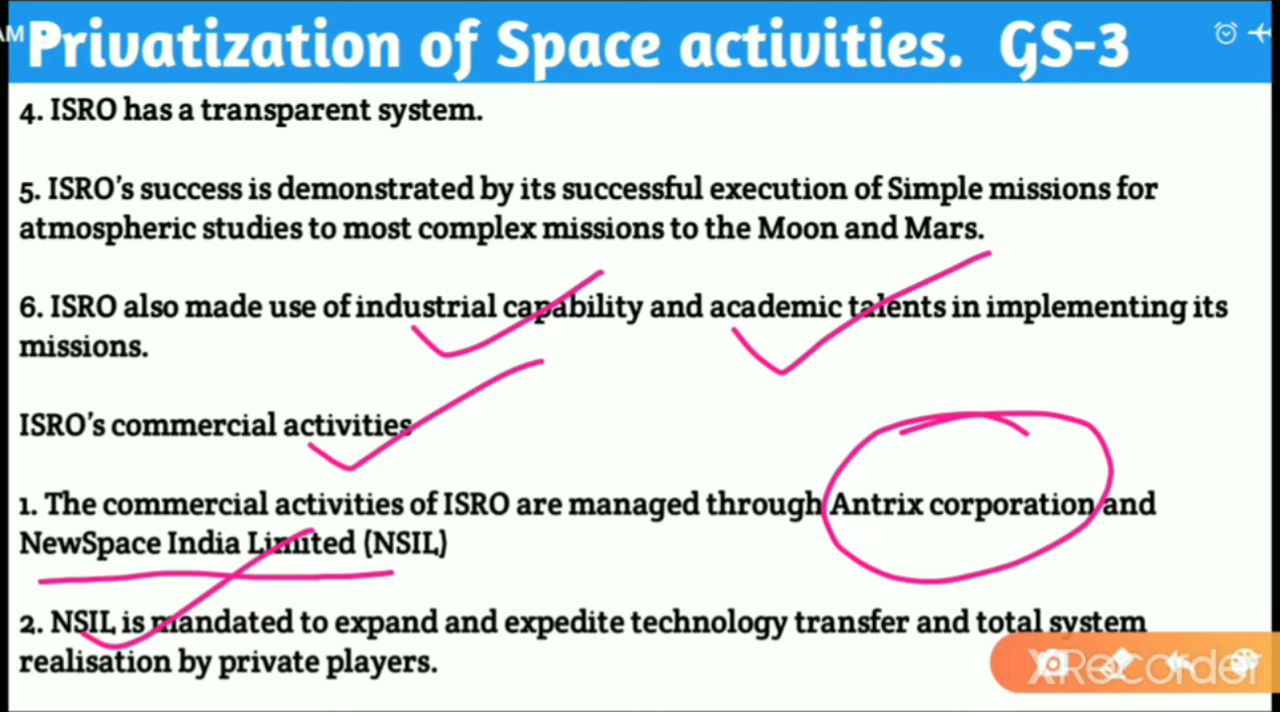 AM
Privatization of Space activities. GS-3
4. ISRO has a transparent system.
5. ISRO's success is demonstrated by its successful execution of Simple missions for
atmospheric studies to most complex missions to the Moon and Mars.
6. ISRO also made use of industrial capability and academic talents in implementing its
missions.
ISRO's commercial activities
1. The commercial activities of ISRO are managed through Antrix corporation and
NewSpace India Limited (NSIL)
2. NSIL is mandated to expand and expedite technology transfer and total system
realisation by private players.
XRecorder